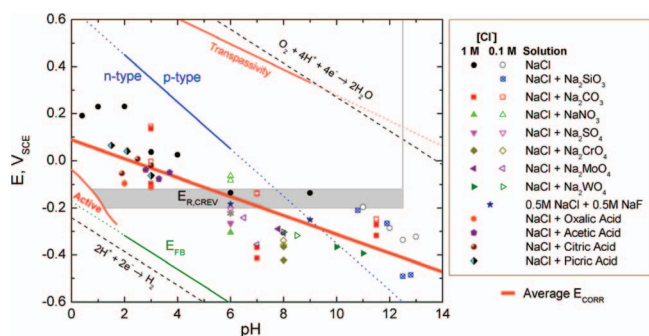 [Cl⁻]
1 M 0.1 M Solution
NaCl
NaCl + Na₂SiO₃
NaCl + Na₂CO₃
NaCl + NaNO₃
NaCl + Na₂SO₄
NaCl + Na₂CrO₄
NaCl + Na₂MoO₄
NaCl + Na₂WO₄
0.5M NaCl + 0.5M NaF
NaCl + Oxalic Acid
NaCl + Acetic Acid
NaCl + Citric Acid
NaCl + Picric Acid
Average E_CORR
E, V_SCE
0.6
0.4
0.2
0.0
-0.2
-0.4
-0.6
0 2 4 6 8 10 12 14
pH
n-type
p-type
Transpassivity
O₂ + 4H⁺ + 4e⁻ → 2H₂O
E_R,CREV
Active
E_FB
2H⁺ + 2e⁻ → H₂